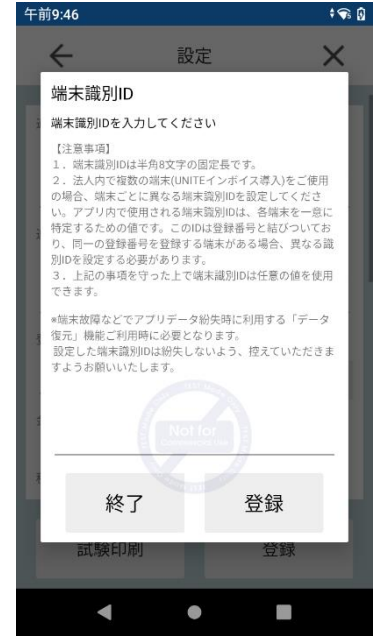 午前9:46
設定
端末識別ID
端末識別IDを入力してください
【注意事項】
１．端末識別IDは半角8文字の固定長です。
２．法人内で複数の端末(UNITEインボイス導入)をご使用
の場合、端末ごとに異なる端末識別IDを設定してくださ
い。アプリ内で使用される端末識別IDは、各端末を一意に
特定するための値です。このIDは登録番号と結びついてお
り、同一の登録番号を登録する端末がある場合、異なる識
別IDを設定する必要があります。
３．上記の事項を守った上で端末識別IDは任意の値を使用
できます。
*端末故障などでアプリデータ紛失時に利用する「データ
復元」機能ご利用時に必要となります。
設定した端末識別IDは紛失しないよう、控えていただきま
すようお願いいたします。
Not for
終了
登録
試験印刷
登録